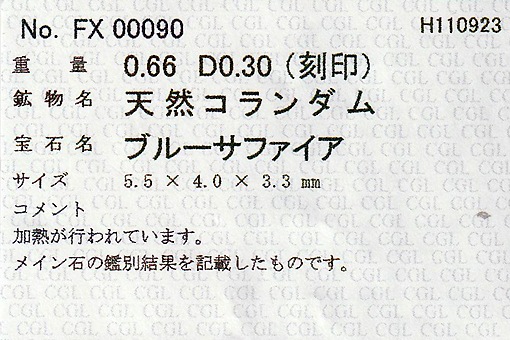 No. FX 00090 H110923
重量 0.66 D0.30(刻印)
鉱物名 天然コランダム
宝石名 ブルーサファイア
サイズ 5.5 × 4.0 × 3.3 mm
コメント
加熱が行われています。
メイン石の鑑別結果を記載したものです。